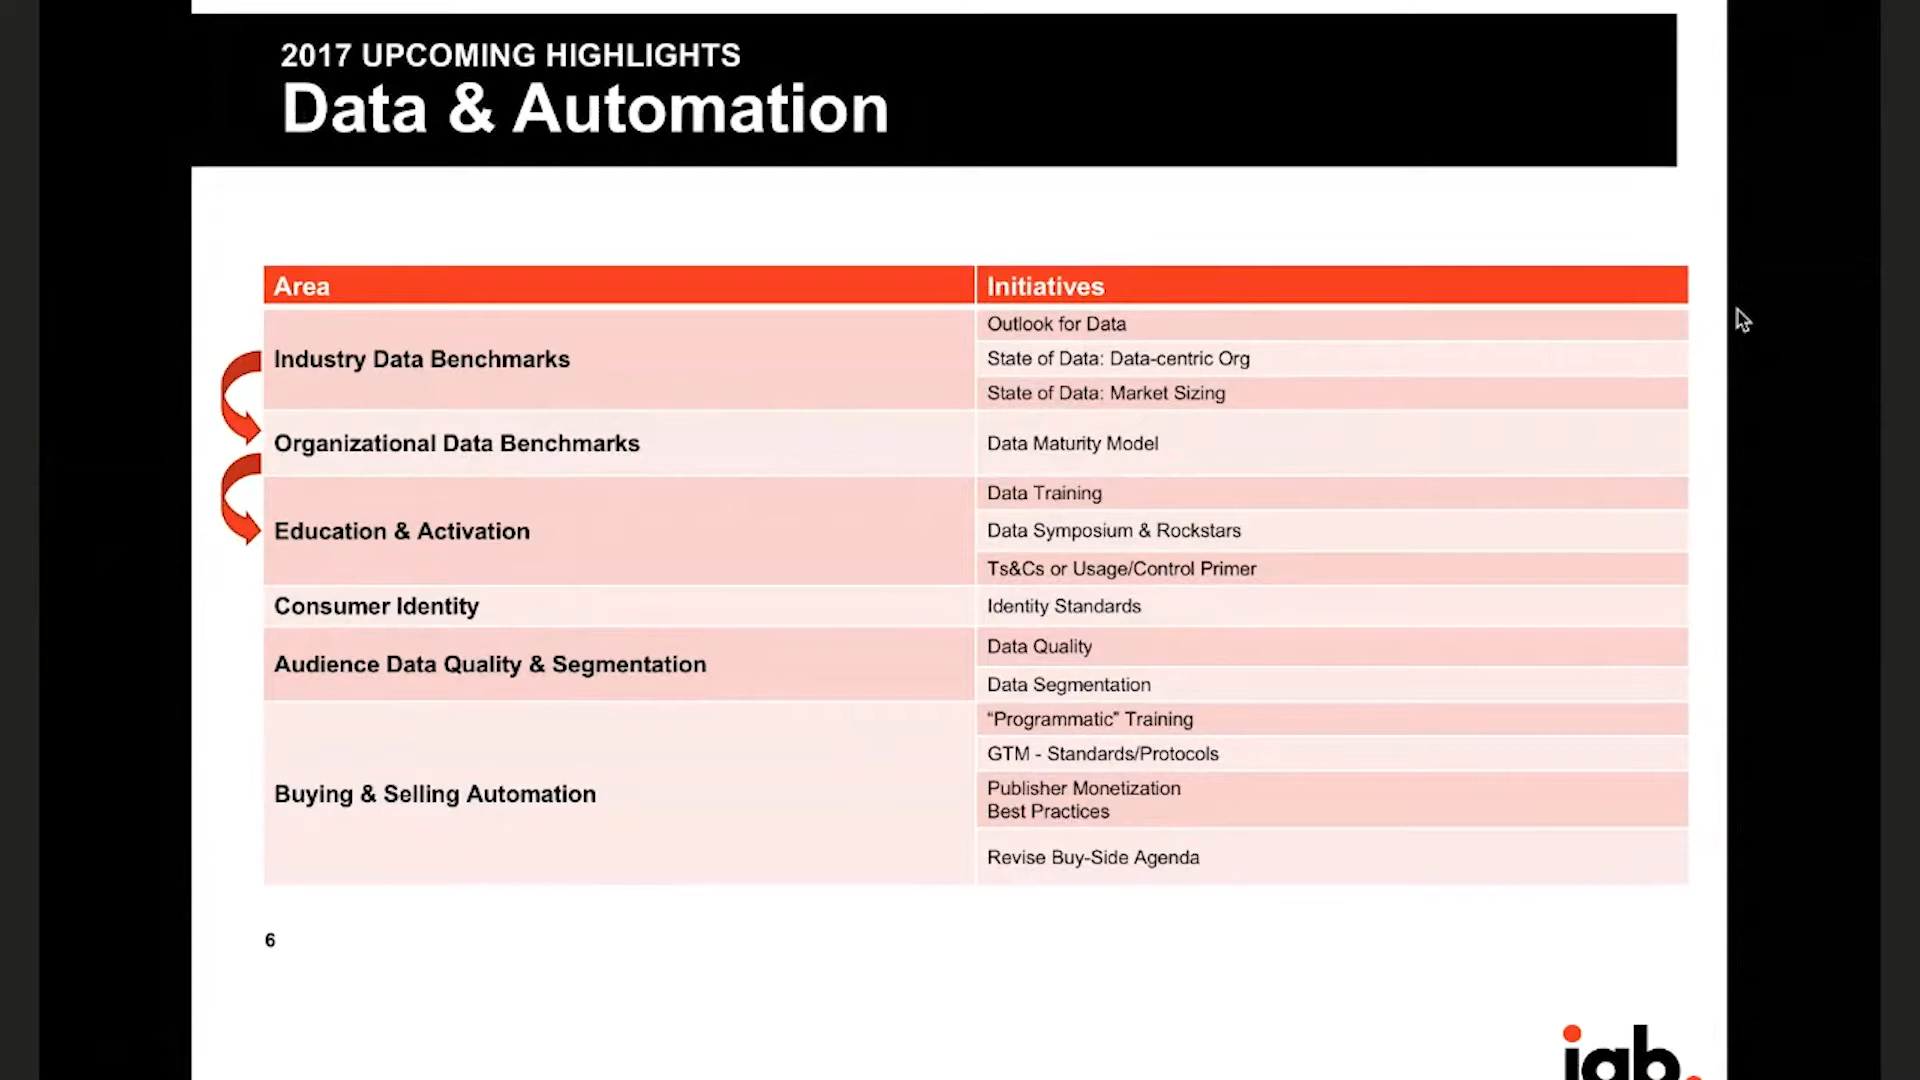 2017 UPCOMING HIGHLIGHTS
Data & Automation
Area
Initiatives
Industry Data Benchmarks
Outlook for Data
State of Data: Data-centric Org
State of Data: Market Sizing
Organizational Data Benchmarks
Data Maturity Model
Education & Activation
Data Training
Data Symposium & Rockstars
Ts&Cs or Usage/Control Primer
Consumer Identity
Identity Standards
Audience Data Quality & Segmentation
Data Quality
Data Segmentation
Buying & Selling Automation
“Programmatic” Training
GTM - Standards/Protocols
Publisher Monetization
Best Practices
Revise Buy-Side Agenda
6
iab.